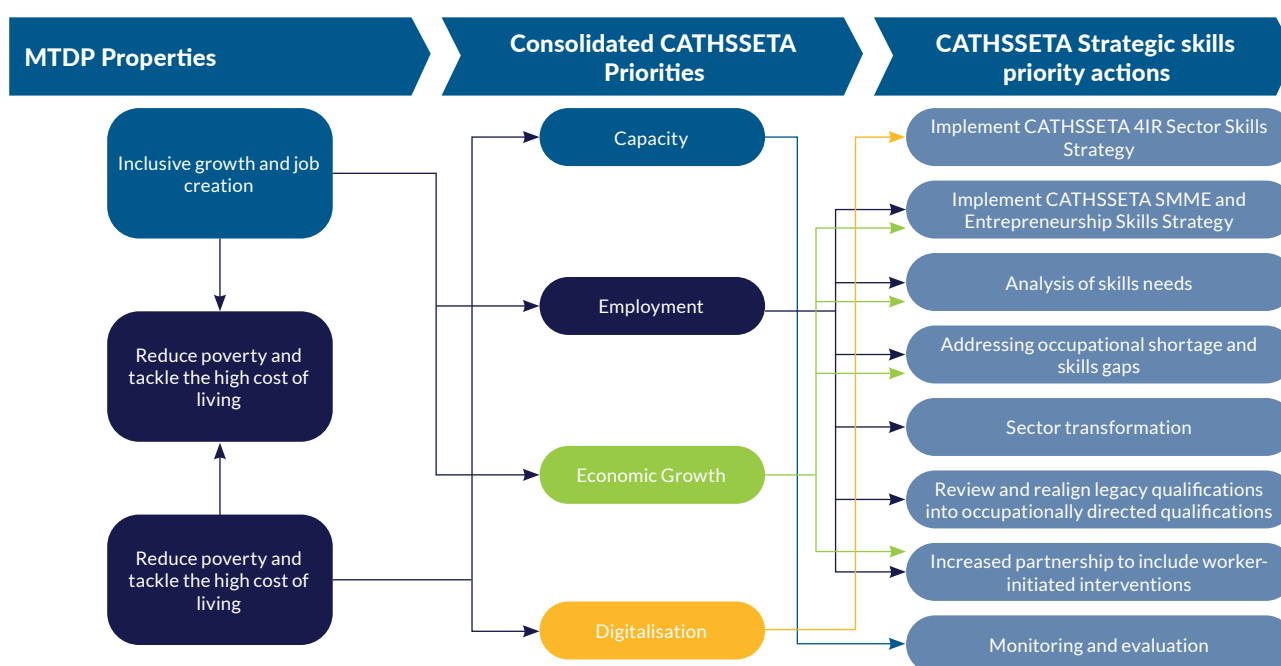 MTDP Properties
Consolidated CATHSSETA
Priorities
CATHSSETA Strategic skills
priority actions
Inclusive growth and job
creation
Reduce poverty and
tackle the high cost of
living
Reduce poverty and
tackle the high cost of
living
Capacity
Employment
Economic Growth
Digitalisation
Implement CATHSSETA 4IR Sector Skills
Strategy
Implement CATHSSETA SMME and
Entrepreneurship Skills Strategy
Analysis of skills needs
Addressing occupational shortage and
skills gaps
Sector transformation
Review and realign legacy qualifications
into occupationally directed qualifications
Increased partnership to include worker-
initiated interventions
Monitoring and evaluation